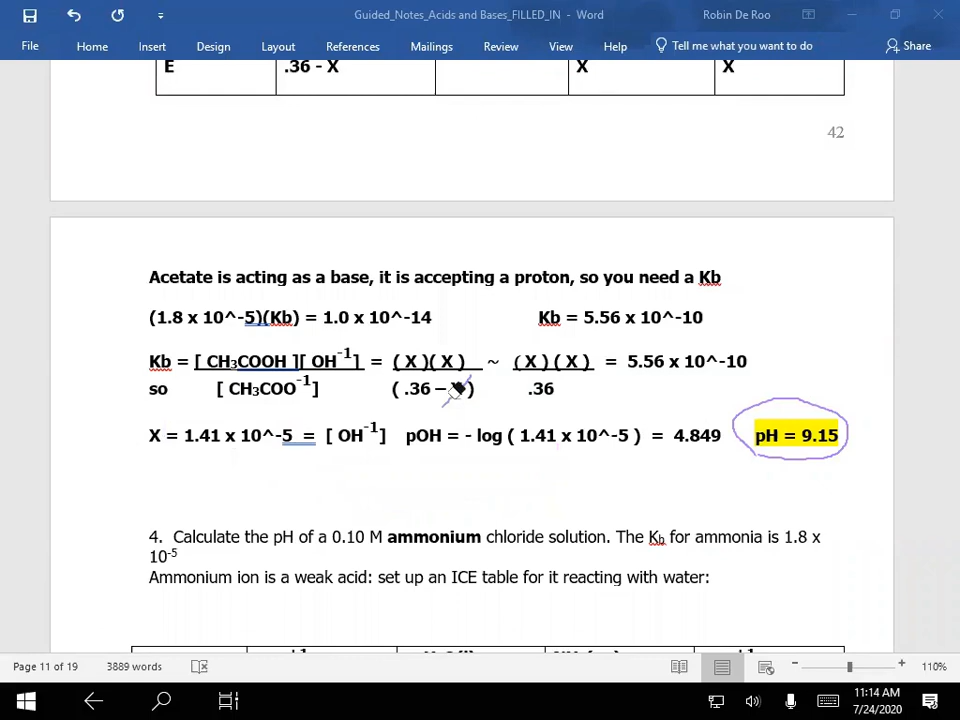 Guided_Notes_Acids and Bases_FILLED_IN - Word
Robin De Roo
File Home Insert Design Layout References Mailings Review View Help Tell me what you want to do Share
E .36 - X X X
42
Acetate is acting as a base, it is accepting a proton, so you need a Kb
(1.8 x 10^-5)(Kb) = 1.0 x 10^-14 Kb = 5.56 x 10^-10
Kb = [ CH₃COOH ][ OH⁻¹] = ( X )( X ) ~ ( X ) ( X ) = 5.56 x 10^-10
so [ CH₃COO⁻¹] ( .36 – ) .36
X = 1.41 x 10^-5 = [ OH⁻¹] pOH = - log ( 1.41 x 10^-5 ) = 4.849 pH = 9.15
4. Calculate the pH of a 0.10 M ammonium chloride solution. The Kb for ammonia is 1.8 x
10⁻⁵
Ammonium ion is a weak acid: set up an ICE table for it reacting with water:
Page 11 of 19 3889 words 110%
11:14 AM
7/24/2020